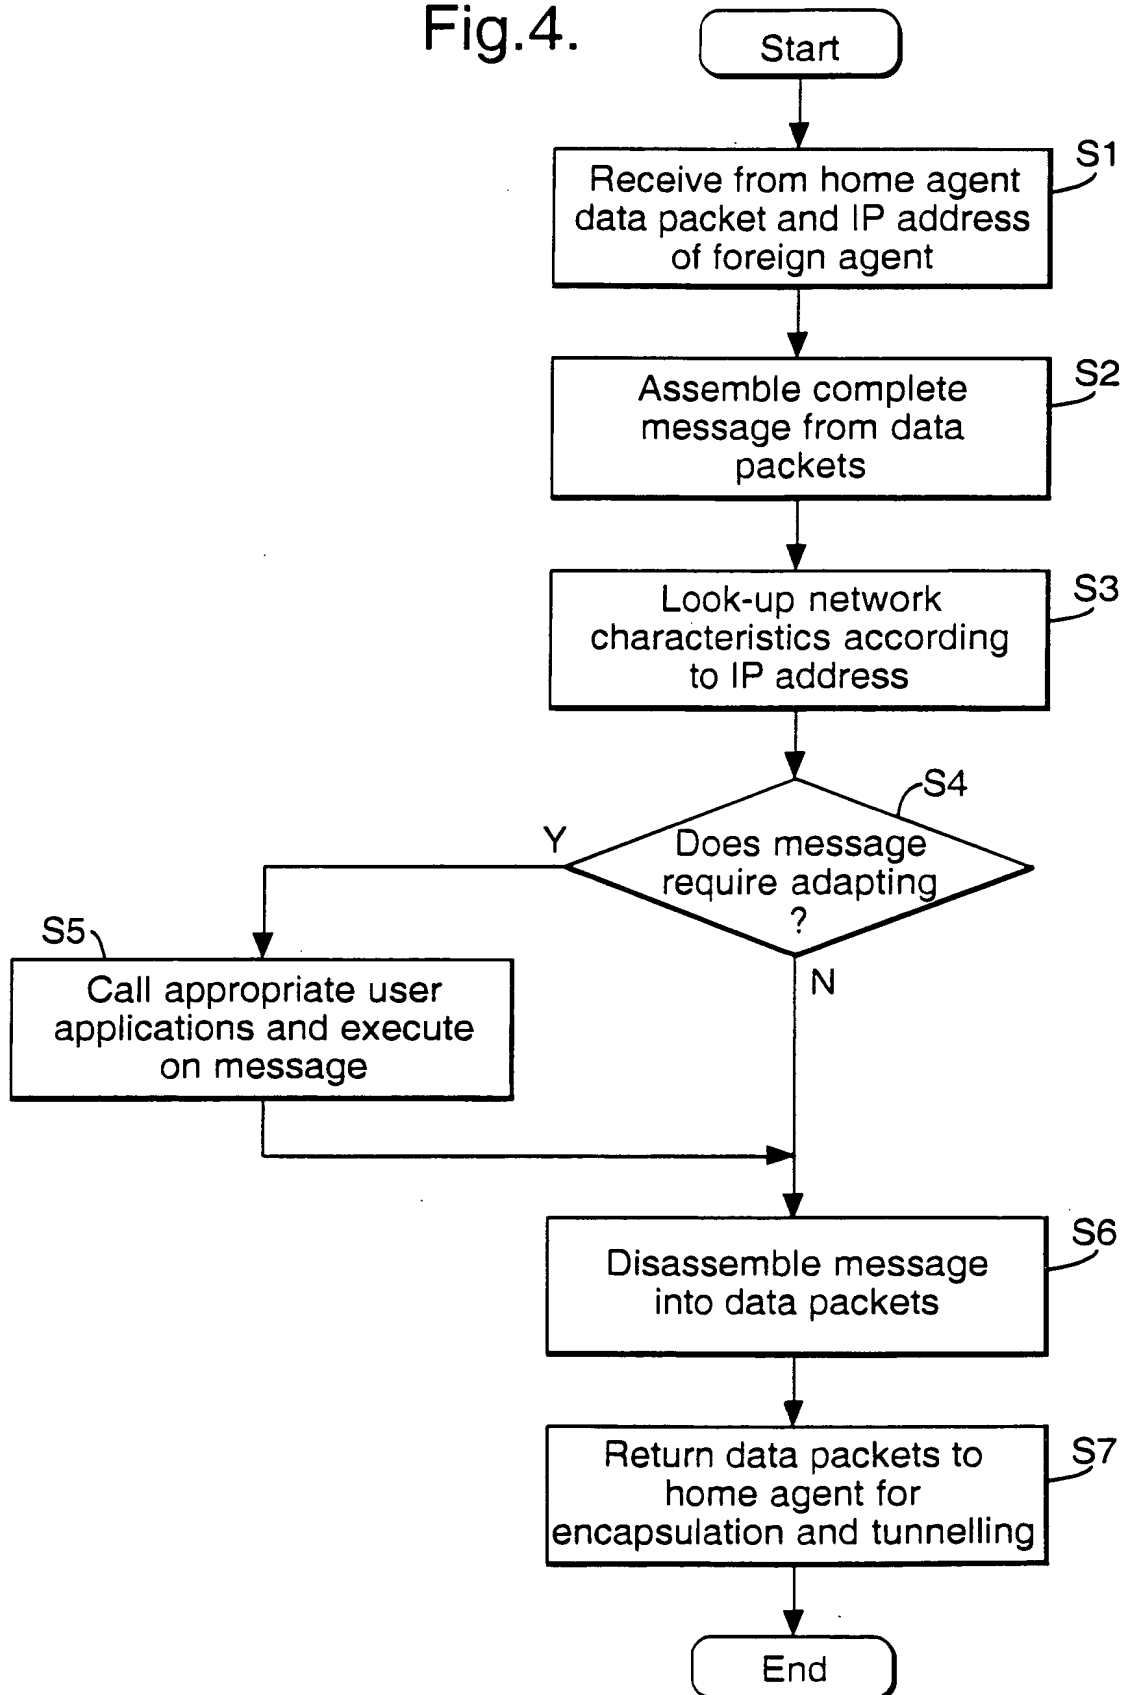 Fig.4.
Start
S1
Receive from home agent
data packet and IP address
of foreign agent
S2
Assemble complete
message from data
packets
S3
Look-up network
characteristics according
to IP address
S4
Does message
require adapting
?
Y
N
S5
Call appropriate user
applications and execute
on message
S6
Disassemble message
into data packets
S7
Return data packets to
home agent for
encapsulation and tunnelling
End